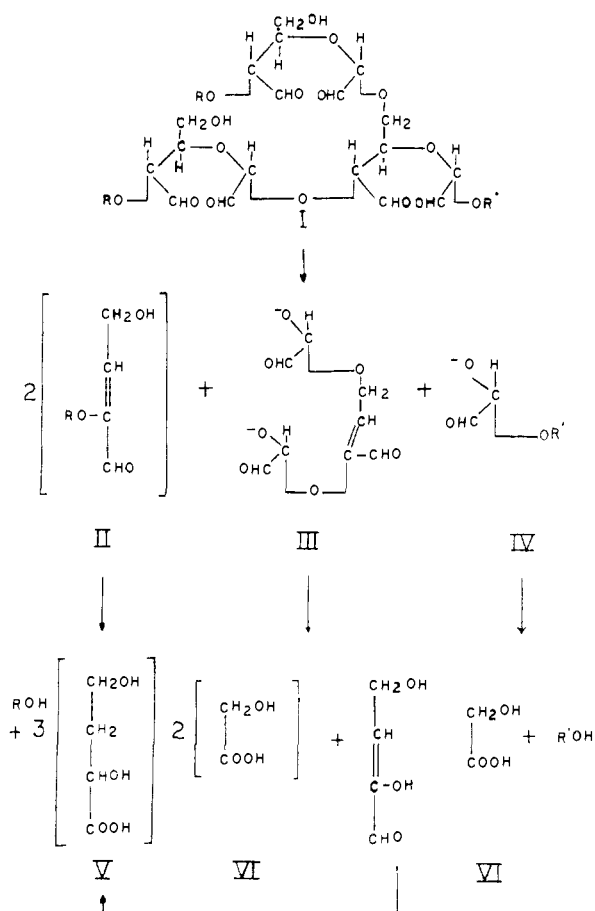 CH2OH
H C O H
H
C C
RO CHO OHC O
CH2OH CH2
H C O H H C O H
H H
C C C C
RO CHO OHC O CHO OHC OR'
I
CH2OH
CH
RO-C
CHO
2
+
-O H
C
OHC
O
CH2
CH
-O H
C
OHC
C-CHO
O
+
-O H
C
OHC
OR'
II III IV
ROH
+ 3
CH2OH
CH2
CHOH
COOH
2
CH2OH
COOH
+
CH2OH
CH
C-OH
CHO
CH2OH
COOH
+ R'OH
V VI VI